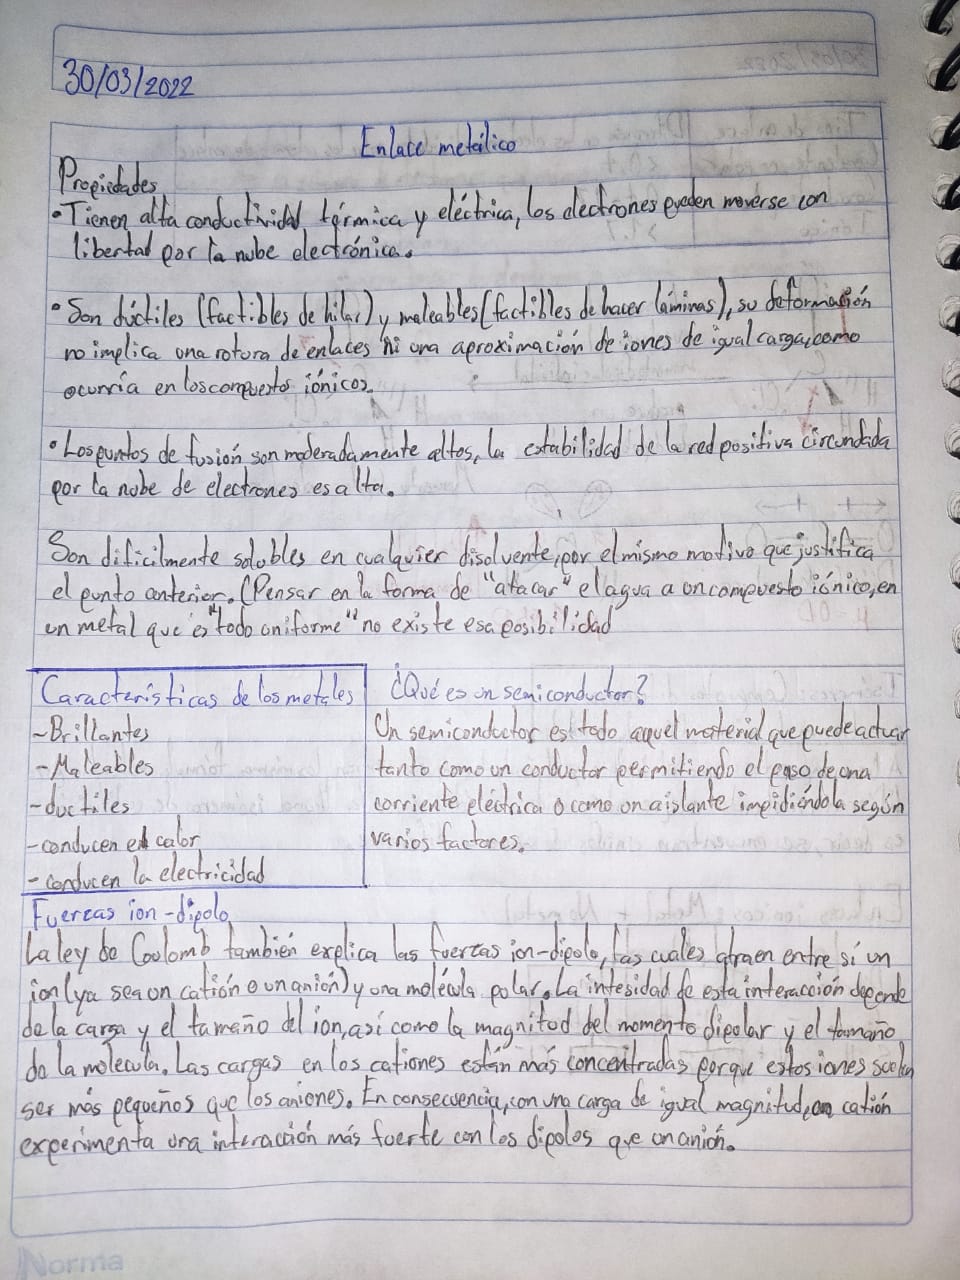 30/03/2022
Enlace metálico
Propiedades
• Tienen alta conductividad térmica y eléctrica, los electrones pueden moverse con
libertad por la nube electrónica.
• Son dúctiles (factibles de hilar) y maleables (factibles de hacer láminas), su deformación
no implica una rotura de enlaces ni una aproximación de iones de igual carga, como
ocurría en los compuestos iónicos.
• Los puntos de fusión son moderadamente altos, la estabilidad de la red positiva circundada
por la nube de electrones es alta.
Son dificilmente solubles en cualquier disolvente, por el mismo motivo que justifica
el punto anterior. (Pensar en la forma de "atacar" el agua a un compuesto iónico, en
un metal que es "todo uniforme" no existe esa posibilidad
Características de los metales
- Brillantes
- Maleables
- ductiles
- conducen el calor
- conducen la electricidad
¿Qué es un semiconductor?
Un semiconductor es todo aquel material que puede actuar
tanto como un conductor permitiendo el paso de una
corriente eléctrica o como un aislante impidiéndola según
varios factores.
Fuerzas ion-dipolo
La ley de Coulomb también explica las fuerzas ion-dipolo, las cuales atraen entre sí un
ion (ya sea un catión o un anión) y una molécula polar. La intesidad de esta interacción depende
de la carga y el tamaño del ion, así como la magnitud del momento dipolar y el tamaño
de la molecula. Las cargas en los cationes están más concentradas porque estos iones suelen
ser más pequeños que los aniones. En consecuencia, con una carga de igual magnitud, un catión
experimenta una interacción más fuerte con los dipolos que un anión.
Norma